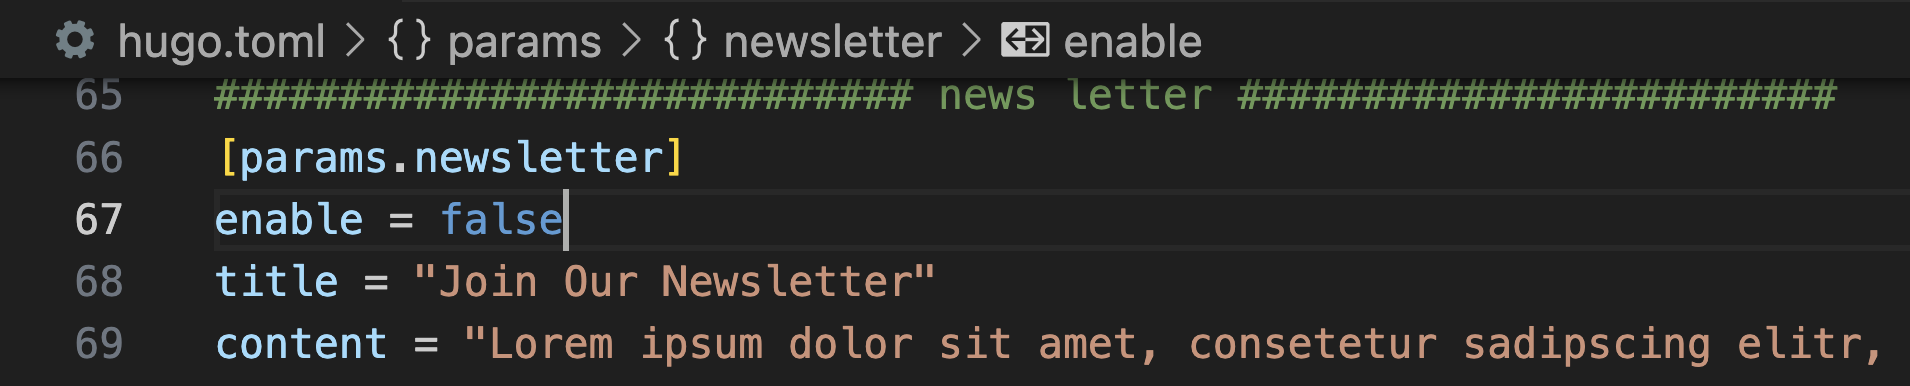 hugo.toml > {} params > {} newsletter > enable
65 ############################ news letter ########################
66 [params.newsletter]
67 enable = false
68 title = "Join Our Newsletter"
69 content = "Lorem ipsum dolor sit amet, consetetur sadipscing elitr,